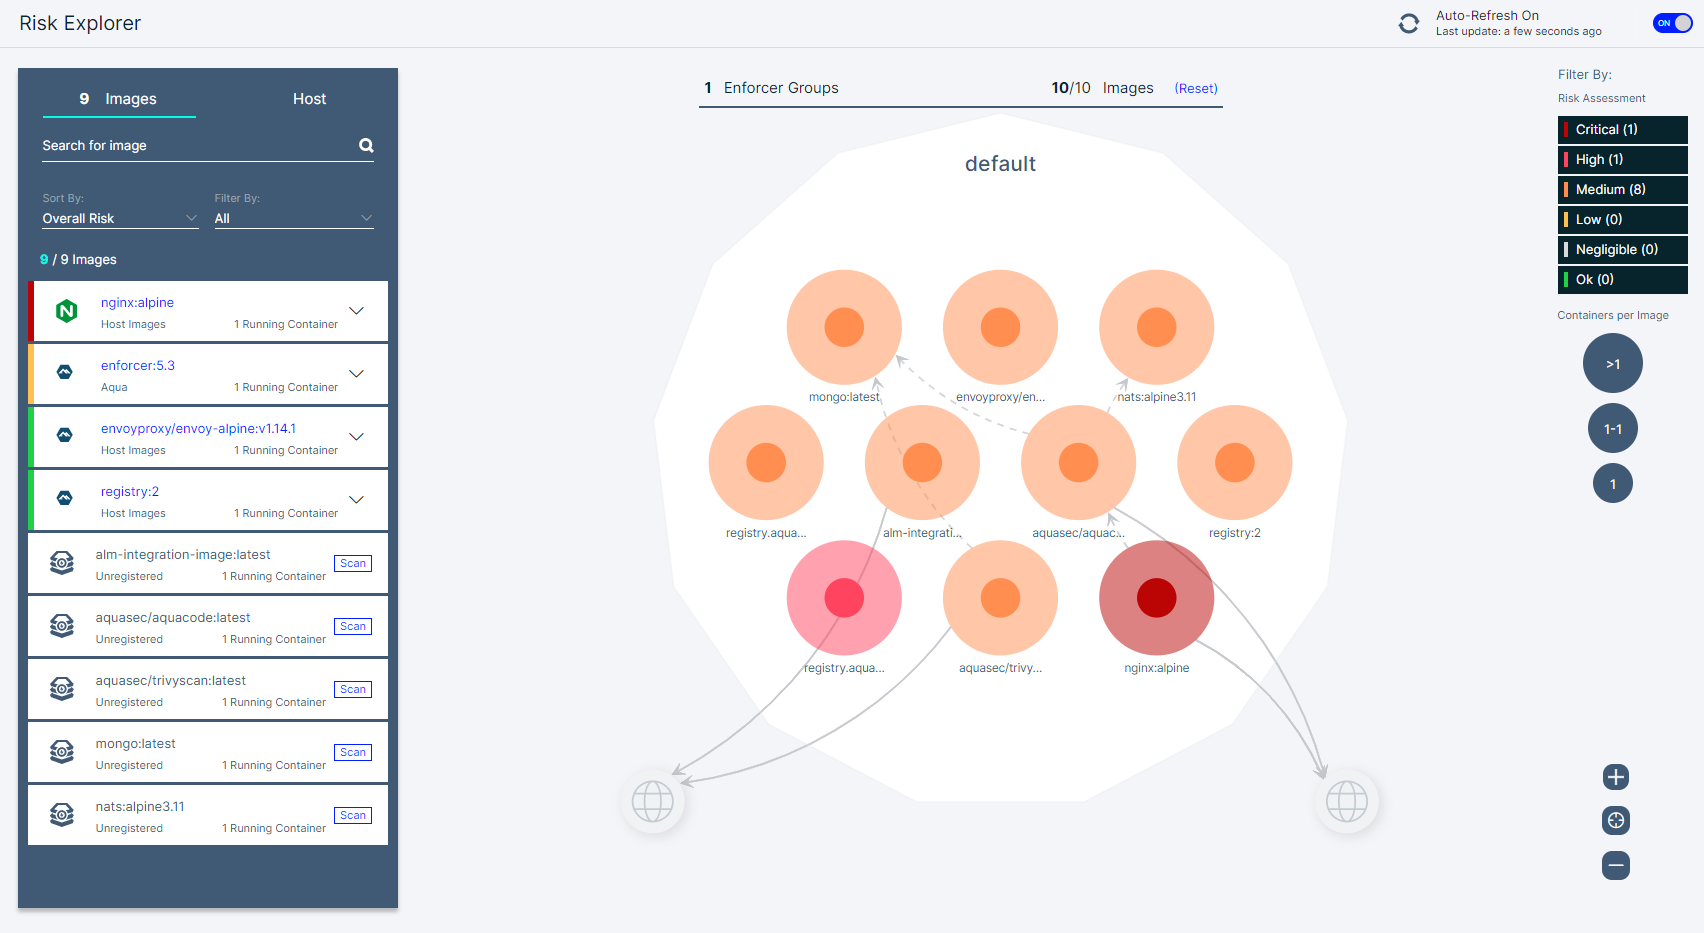 Risk Explorer
Auto-Refresh On
Last update: a few seconds ago
ON
9 Images
Host
Search for image
Sort By:
Overall Risk
Filter By:
All
9 / 9 Images
nginx:alpine
Host Images
1 Running Container
enforcer:5.3
Aqua
1 Running Container
envoyproxy/envoy-alpine:v1.14.1
Host Images
1 Running Container
registry:2
Host Images
1 Running Container
alm-integration-image:latest
Unregistered
1 Running Container
Scan
aquasec/aquacode:latest
Unregistered
1 Running Container
Scan
aquasec/trivyscan:latest
Unregistered
1 Running Container
Scan
mongo:latest
Unregistered
1 Running Container
Scan
nats:alpine3.11
Unregistered
1 Running Container
Scan
1 Enforcer Groups
10/10 Images (Reset)
default
mongo:latest
envoyproxy/en...
nats:alpine3.11
registry.aqua...
alm-integrati...
aquasec/aquac...
registry:2
registry.aqua...
aquasec/trivy...
nginx:alpine
Filter By:
Risk Assessment
Critical (1)
High (1)
Medium (8)
Low (0)
Negligible (0)
Ok (0)
Containers per Image
>1
1-1
1